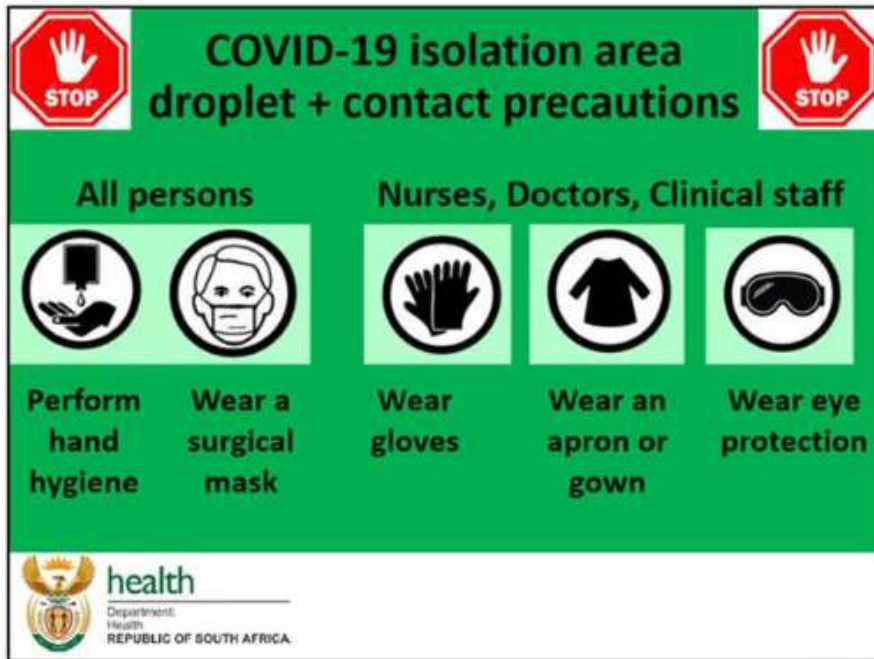 STOP
COVID-19 isolation area
droplet + contact precautions
STOP
All persons
Nurses, Doctors, Clinical staff
Perform
hand
hygiene
Wear a
surgical
mask
Wear
gloves
Wear an
apron or
gown
Wear eye
protection
health
Department:
Health
REPUBLIC OF SOUTH AFRICA